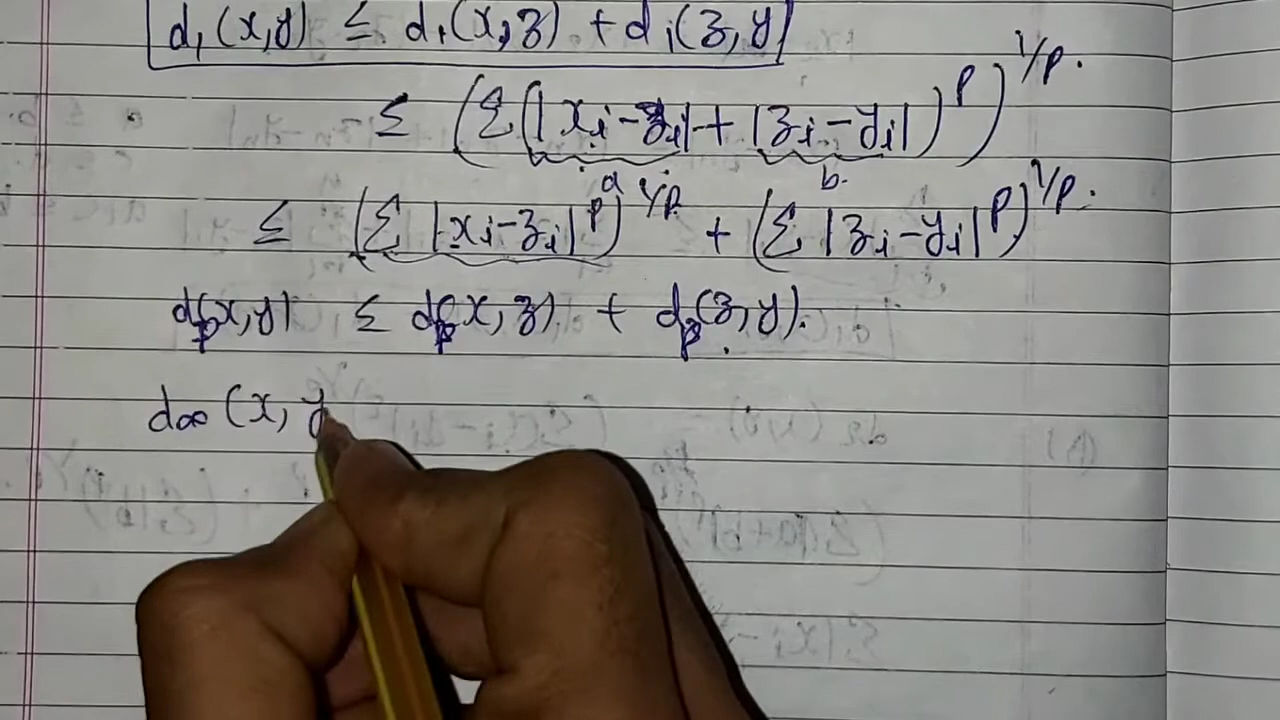 d₁(x,y) ≤ d₁(x,z) + d₁(z,y)
≤ (Σ(|xᵢ-zᵢ| + |zᵢ-yᵢ|)^p)^1/p.
a b.
≤ (Σ |xᵢ-zᵢ|^p)^1/p + (Σ |zᵢ-yᵢ|^p)^1/p.
dₚ(x,y) ≤ dₚ(x,z) + dₚ(z,y).
d∞(x, y